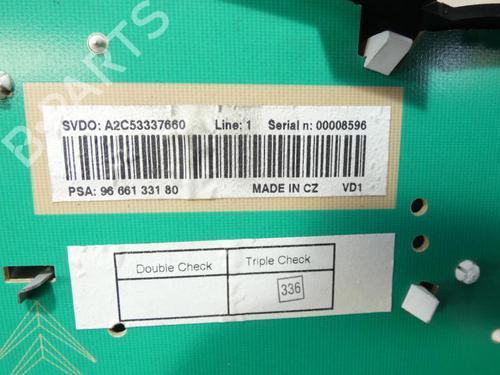 B-PARTS
SVDO: A2C53337660 Line: 1 Serial n: 00008596
PSA: 96 661 331 80 MADE IN CZ VD1
Double Check Triple Check
336